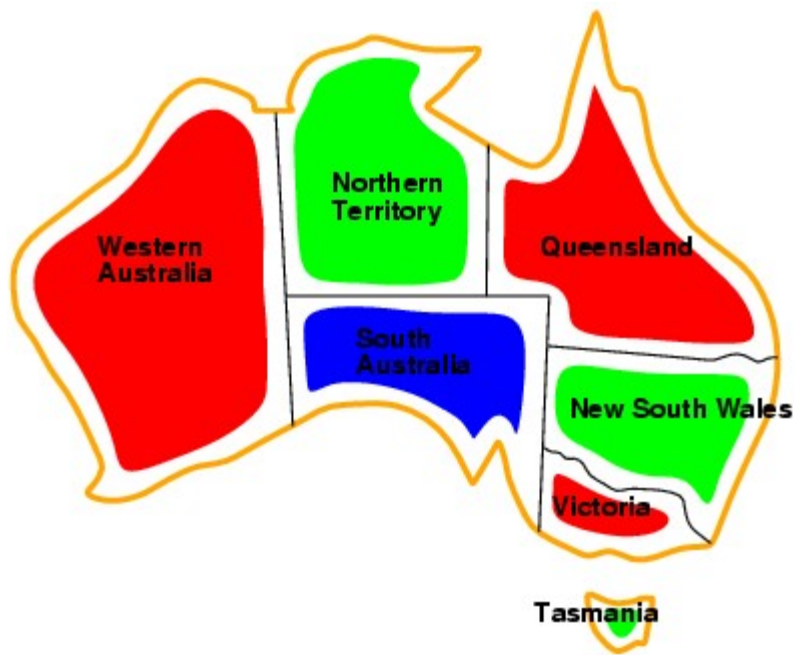 Northern
Territory
Western
Australia
Queensland
South
Australia
New South Wales
Victoria
Tasmania